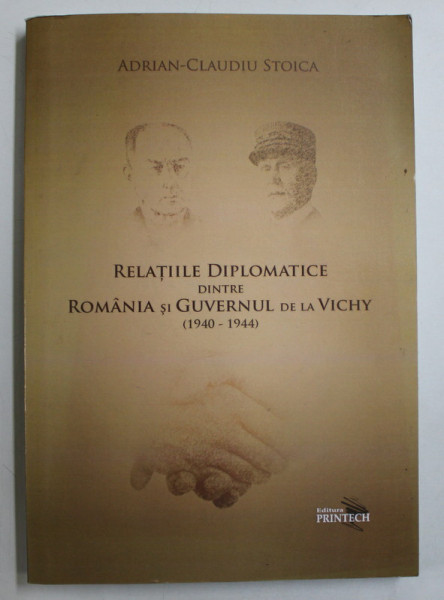 ADRIAN-CLAUDIU STOICA
RELAȚIILE DIPLOMATICE
DINTRE
ROMÂNIA ȘI GUVERNUL DE LA VICHY
(1940 - 1944)
Editura
PRINTECH